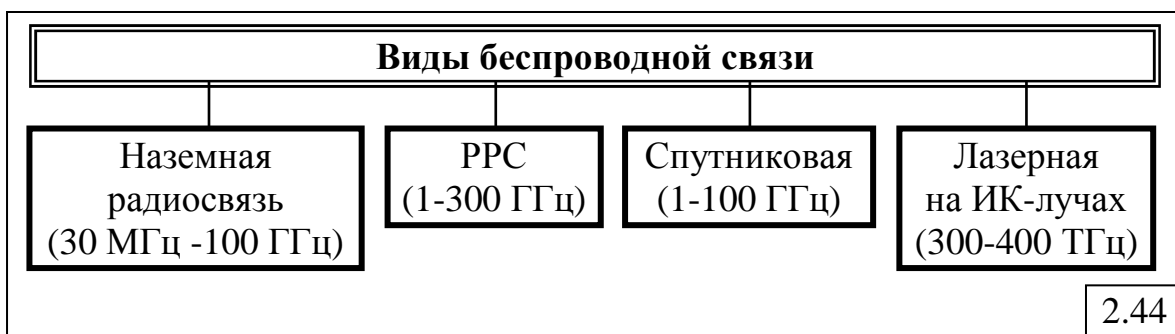 Виды беспроводной связи
Наземная
радиосвязь
(30 МГц -100 ГГц)
РРС
(1-300 ГГц)
Спутниковая
(1-100 ГГц)
Лазерная
на ИК-лучах
(300-400 ТГц)
2.44